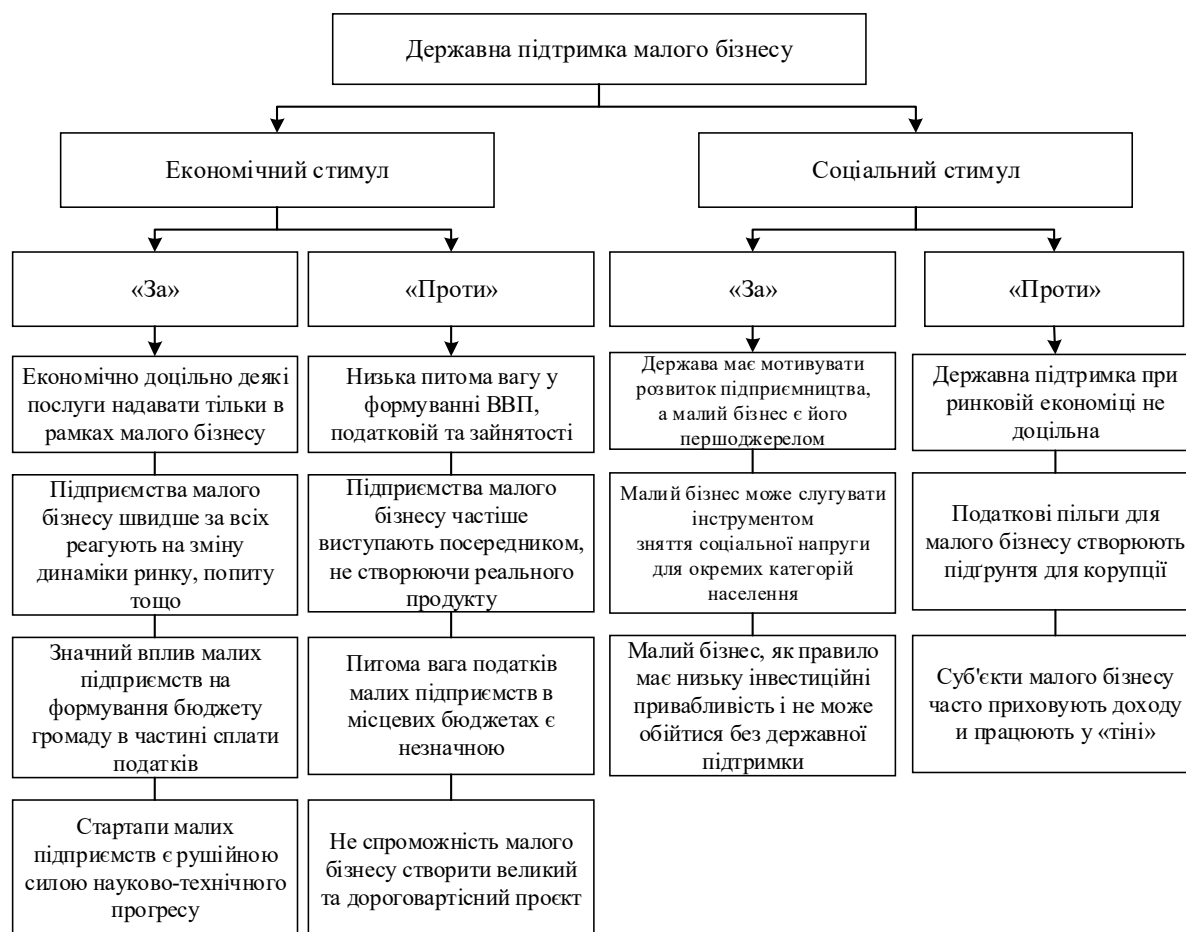 Державна підтримка малого бізнесу
Економічний стимул
Соціальний стимул
«За»
«Проти»
«За»
«Проти»
Економічно доцільно деякі
послуги надавати тільки в
рамках малого бізнесу
Підприємства малого
бізнесу швидше за всіх
реагують на зміну
динаміки ринку, попиту
тощо
Значний вплив малих
підприємств на
формування бюджету
громаду в частині сплати
податків
Стартапи малих
підприємств є рушійною
силою науково-технічного
прогресу
Низька питома вагу у
формуванні ВВП,
податковій та зайнятості
Підприємства малого
бізнесу частіше
виступають посередником,
не створюючи реального
продукту
Питома вага податків
малих підприємств в
місцевих бюджетах є
незначною
Не спроможність малого
бізнесу створити великий
та дороговартісний проєкт
Держава має мотивувати
розвиток підприємництва,
а малий бізнес є його
першоджерелом
Малий бізнес може слугувати
інструментом
зняття соціальної напруги
для окремих категорій
населення
Малий бізнес, як правило
має низьку інвестиційні
привабливість і не може
обійтися без державної
підтримки
Державна підтримка при
ринковій економіці не
доцільна
Податкові пільги для
малого бізнесу створюють
підґрунтя для корупції
Суб'єкти малого бізнесу
часто приховують доходу
и працюють у «тіні»